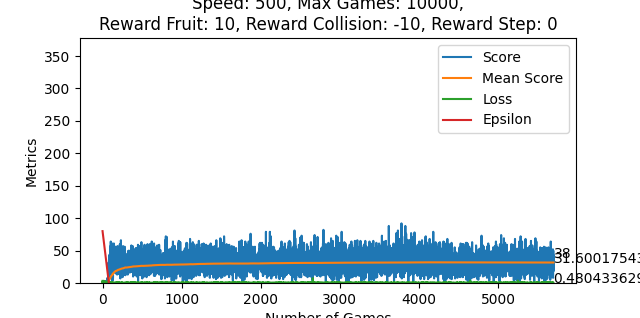 Speed: 500, Max Games: 10000,
Reward Fruit: 10, Reward Collision: -10, Reward Step: 0
Score
Mean Score
Loss
Epsilon
Metrics
350
300
250
200
150
100
50
0
38
31.60017543
0.480433629
0 1000 2000 3000 4000 5000
Number of Games